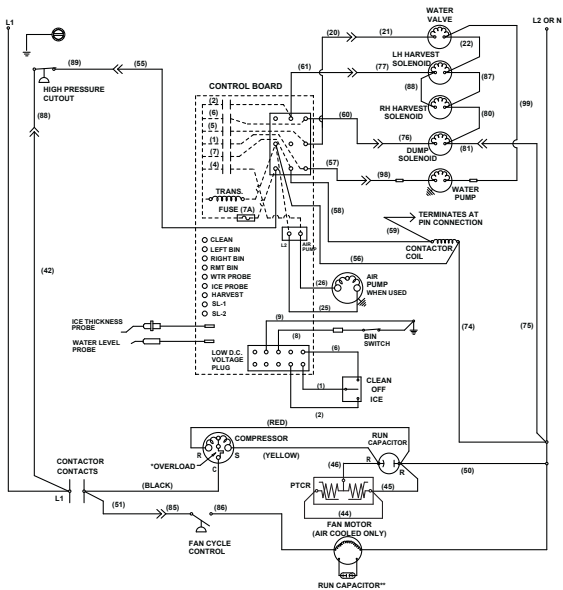 L1
WATER
VALVE
L2 OR N
(20)
(21)
(22)
(89)
(55)
HIGH PRESSURE
CUTOUT
(88)
(61)
(77)
LH HARVEST
SOLENOID
(87)
(88)
(99)
CONTROL BOARD
(2)
(6)
(5)
(1)
(7)
(4)
RH HARVEST
SOLENOID
(80)
(60)
(76)
DUMP
SOLENOID
(81)
(57)
(98)
WATER
PUMP
TRANS.
FUSE (7A)
(58)
TERMINATES AT
PIN CONNECTION
(59)
CONTACTOR
COIL
(56)
L2
AIR
PUMP
CLEAN
LEFT BIN
RIGHT BIN
RMT BIN
WTR PROBE
ICE PROBE
HARVEST
SL-1
SL-2
(42)
(26)
AIR
PUMP
WHEN USED
(25)
(74)
(75)
ICE THICKNESS
PROBE
WATER LEVEL
PROBE
(9)
(8)
BIN
SWITCH
LOW D.C.
VOLTAGE
PLUG
(6)
(1)
(2)
CLEAN
OFF
ICE
(RED)
COMPRESSOR
RUN
CAPACITOR
R
S
(YELLOW)
*OVERLOAD
C
R
R
(46)
(50)
CONTACTOR
CONTACTS
(BLACK)
L1
PTCR
(45)
(44)
(51)
(85)
(86)
FAN CYCLE
CONTROL
FAN MOTOR
(AIR COOLED ONLY)
RUN CAPACITOR**